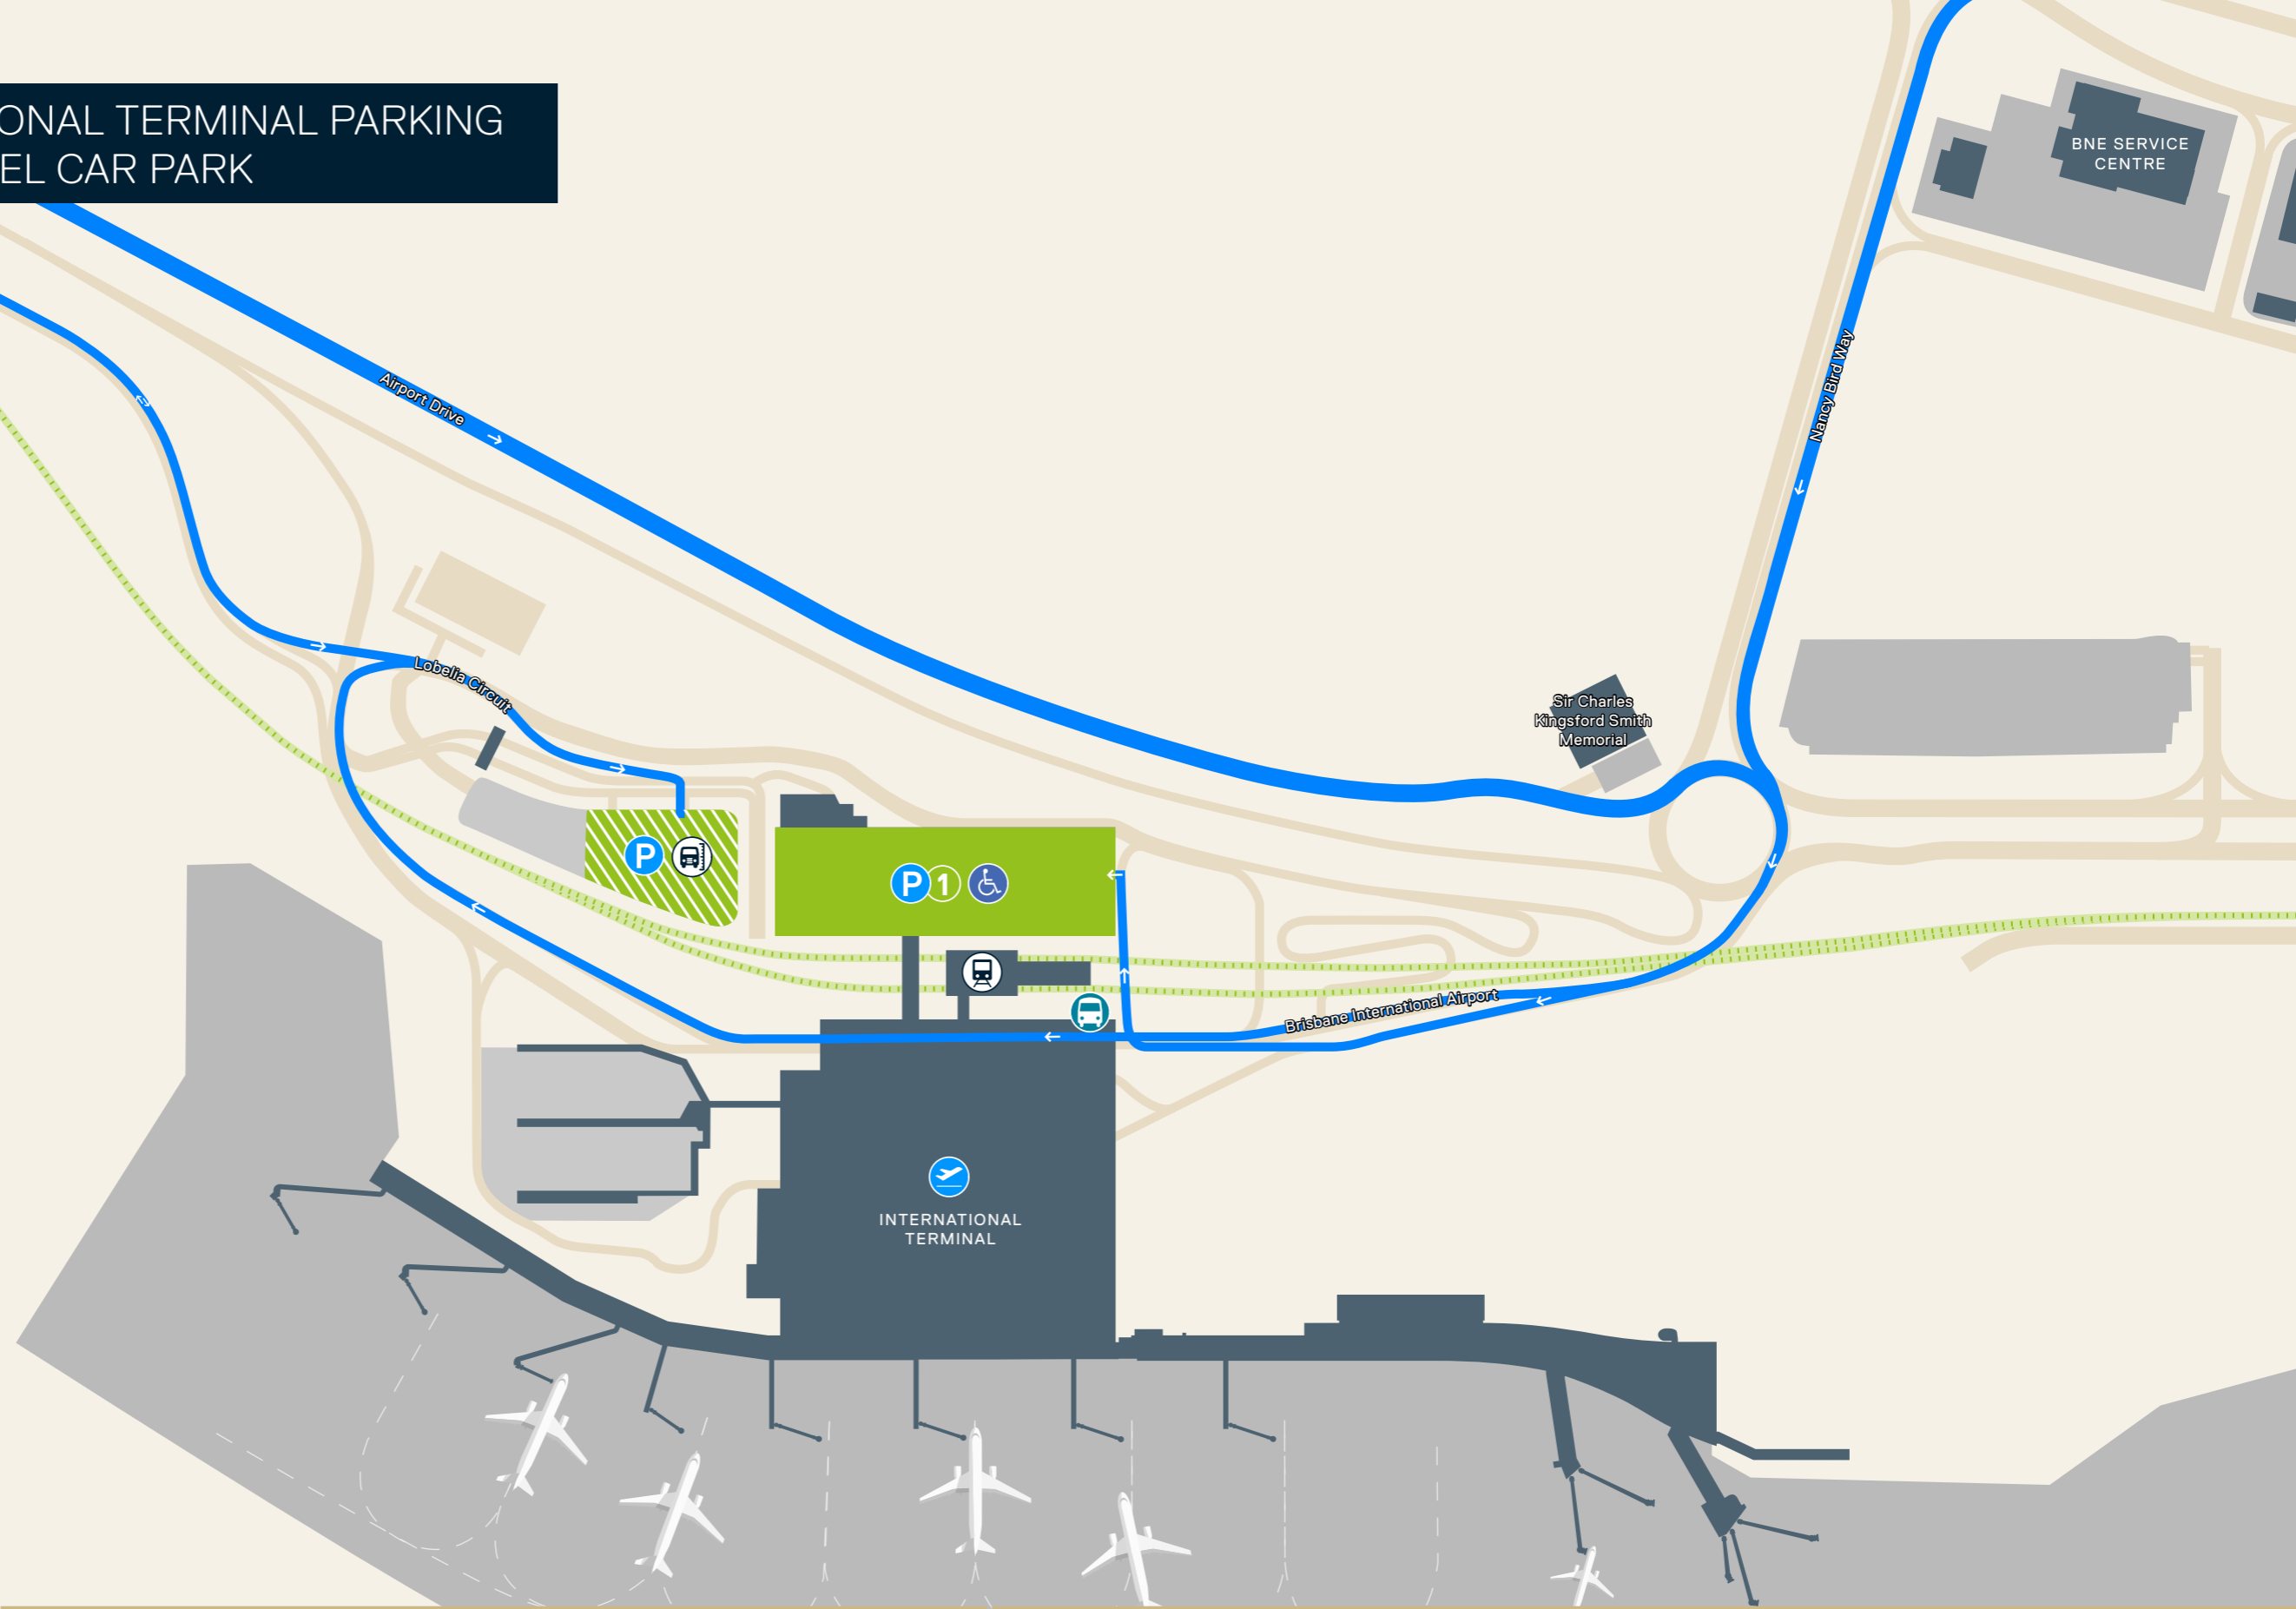 ONAL TERMINAL PARKING
EL CAR PARK
BNE SERVICE
CENTRE
Airport Drive
Nancy Bird Way
Lobelia Circuit
Sir Charles
Kingsford Smith
Memorial
P
P 1
Brisbane International Airport
INTERNATIONAL
TERMINAL